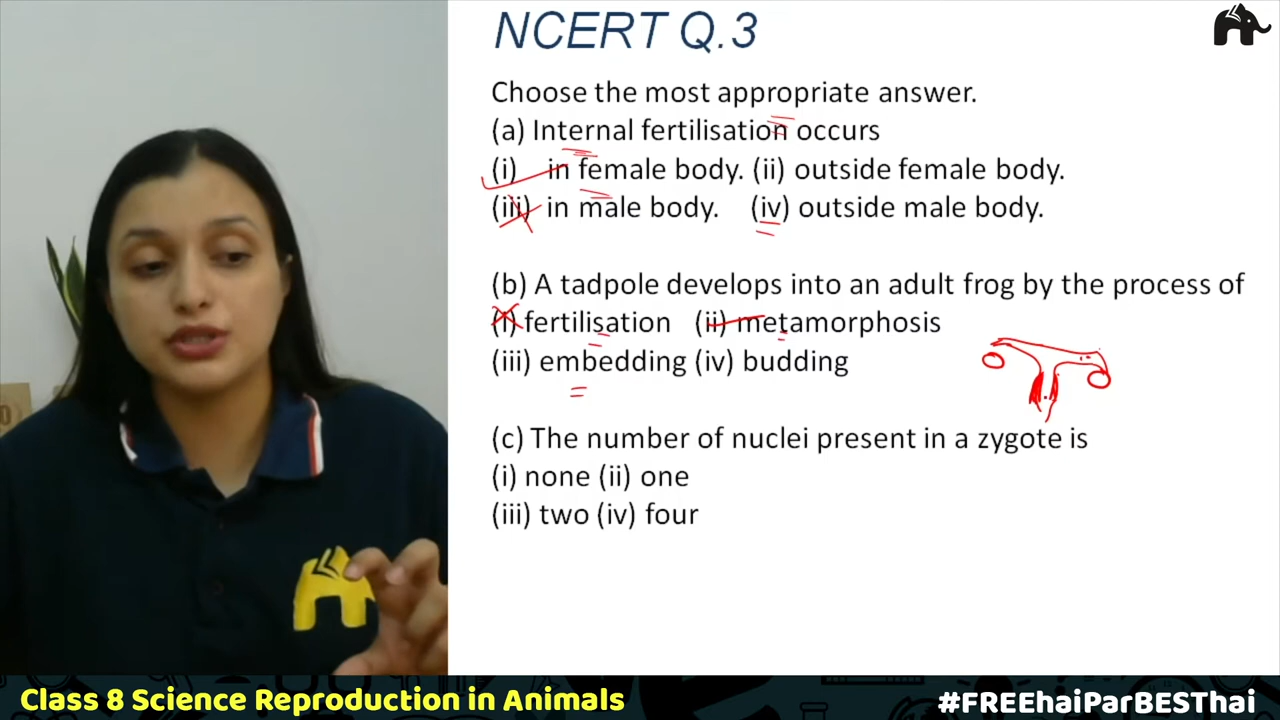 NCERT Q.3
Choose the most appropriate answer.
(a) Internal fertilisation occurs
(i) in female body. (ii) outside female body.
(iii) in male body. (iv) outside male body.
(b) A tadpole develops into an adult frog by the process of
(i) fertilisation (ii) metamorphosis
(iii) embedding (iv) budding
(c) The number of nuclei present in a zygote is
(i) none (ii) one
(iii) two (iv) four
Class 8 Science Reproduction in Animals
#FREEhaiParBESThai